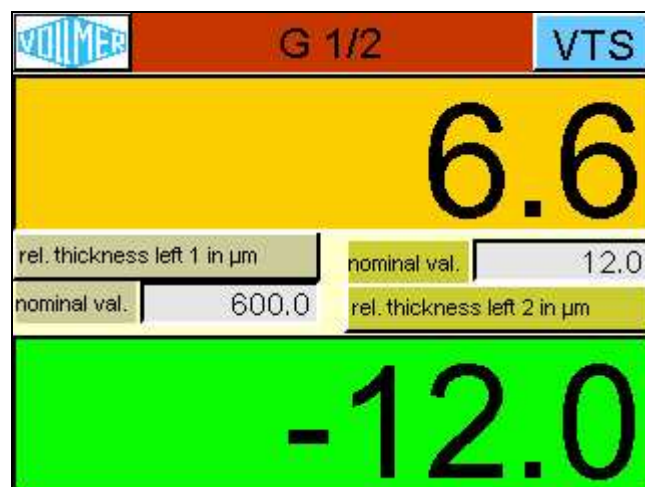 VOLLMER G 1/2 VTS
6.6
rel. thickness left 1 in µm
nominal val. 12.0
nominal val. 600.0
rel. thickness left 2 in µm
-12.0